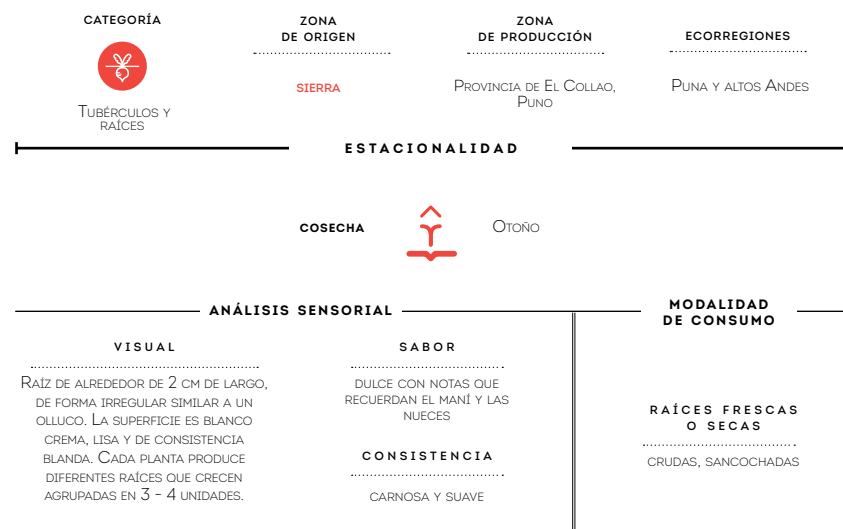 CATEGORÍA
Tubérculos y
raíces
ZONA
DE ORIGEN
SIERRA
ZONA
DE PRODUCCIÓN
Provincia de El Collao,
Puno
ECORREGIONES
Puna y altos Andes
ESTACIONALIDAD
COSECHA
Otoño
ANÁLISIS SENSORIAL
VISUAL
Raíz de alrededor de 2 cm de largo,
de forma irregular similar a un
olluco. La superficie es blanco
crema, lisa y de consistencia
blanda. Cada planta produce
diferentes raíces que crecen
agrupadas en 3 - 4 unidades.
SABOR
dulce con notas que
recuerdan el maní y las
nueces
CONSISTENCIA
carnosa y suave
MODALIDAD
DE CONSUMO
RAÍCES FRESCAS
O SECAS
crudas, sancochadas